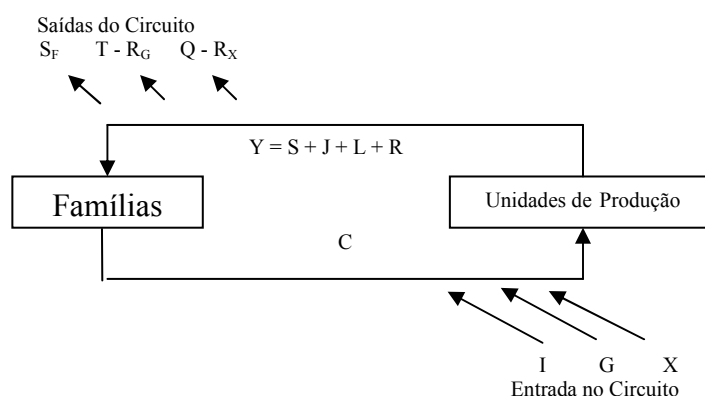 Saídas do Circuito
S_F T - R_G Q - R_X
Y = S + J + L + R
Famílias
Unidades de Produção
C
I G X
Entrada no Circuito